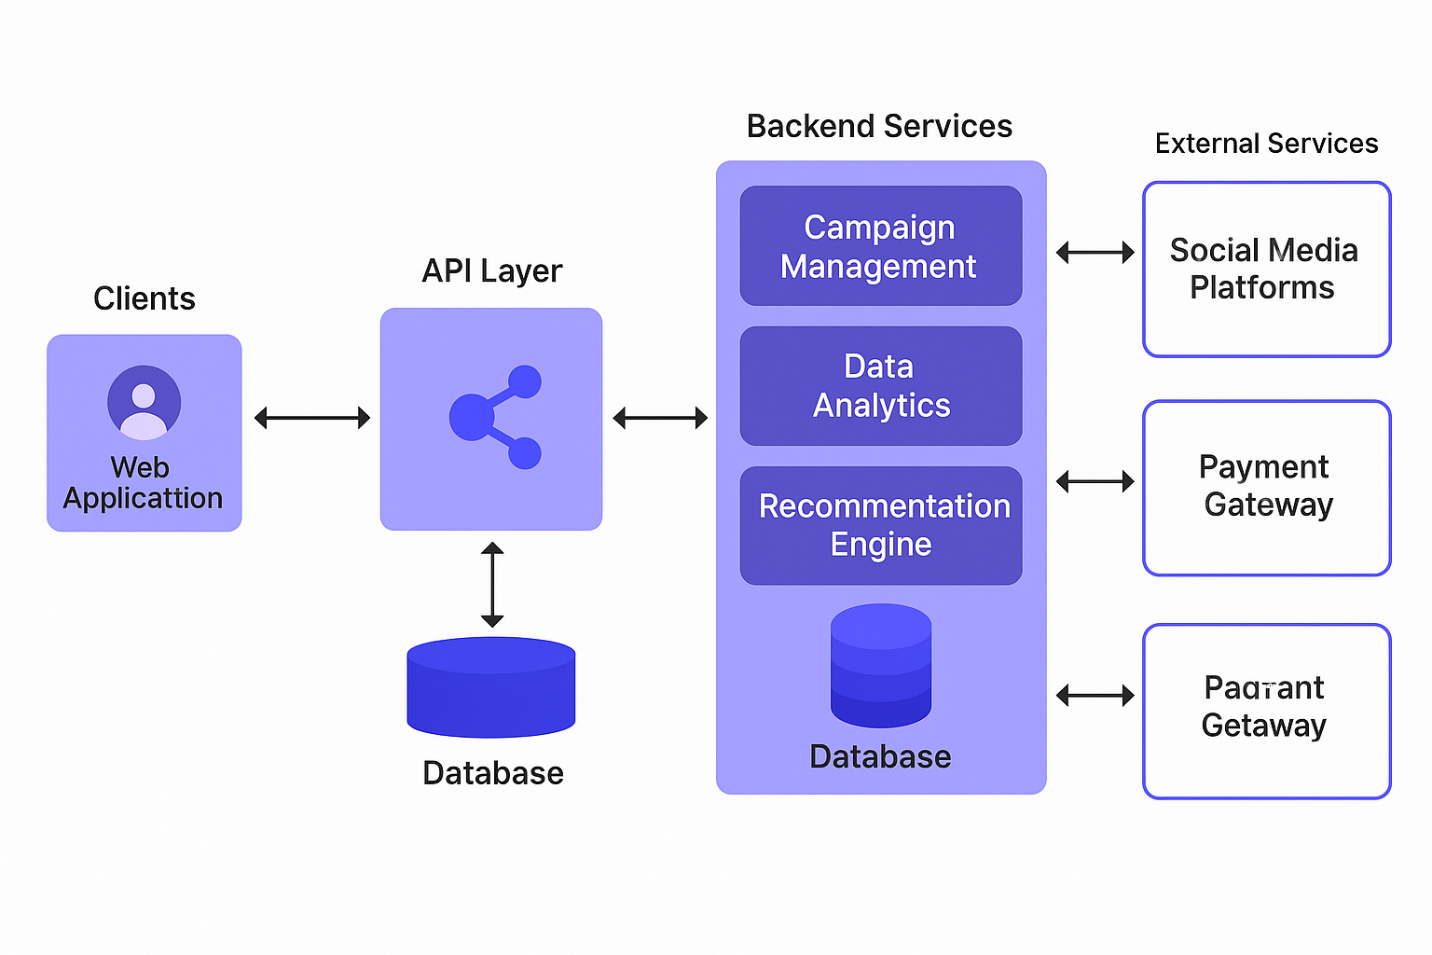 Clients
Web
Applicattion
API Layer
Database
Backend Services
Campaign
Management
Data
Analytics
Recommentation
Engine
Database
External Services
Social Media
Platforms
Payment
Gateway
Getaway